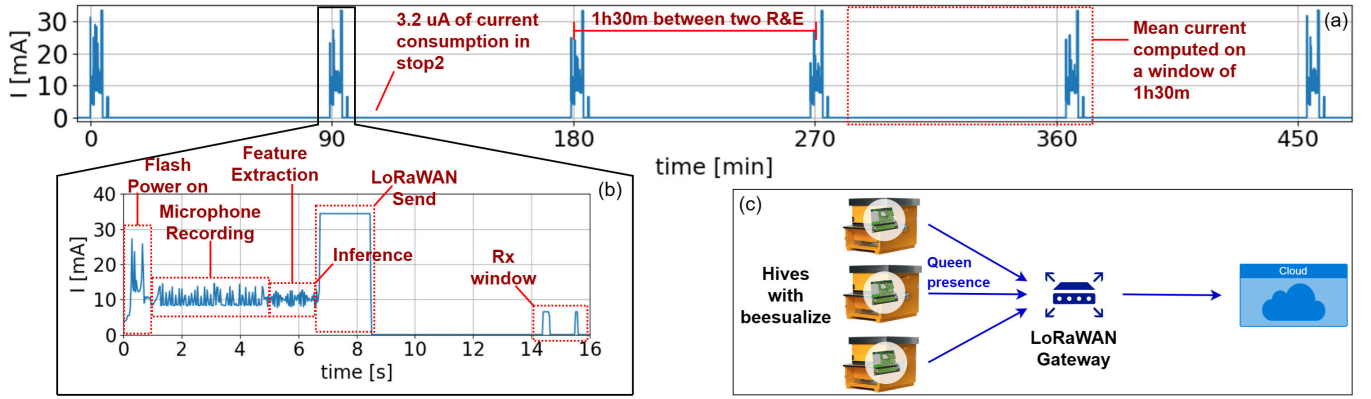 (a)
I [mA]
30
20
10
0
3.2 uA of current
consumption in
stop2
1h30m between two R&E
Mean current
computed on
a window of
1h30m
0
90
180
270
360
450
time [min]
(b)
Flash
Power on
Feature
Extraction
LoRaWAN
Send
Microphone
Recording
Inference
Rx
window
I [mA]
40
30
20
10
0
0
2
4
6
8
10
12
14
16
time [s]
(c)
Hives
with
beesualize
Queen
presence
LoRaWAN
Gateway
Cloud